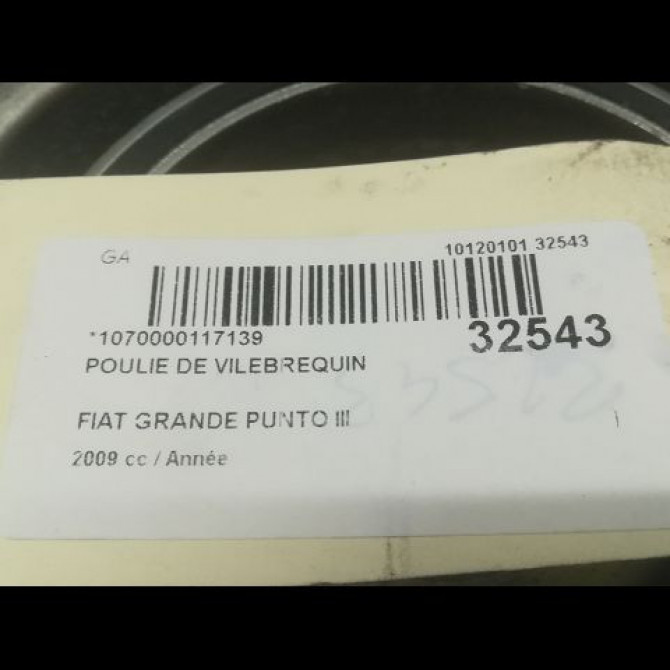 GA
10120101 32543
*1070000117139
32543
POULIE DE VILEBREQUIN
FIAT GRANDE PUNTO III
2009 cc / Année